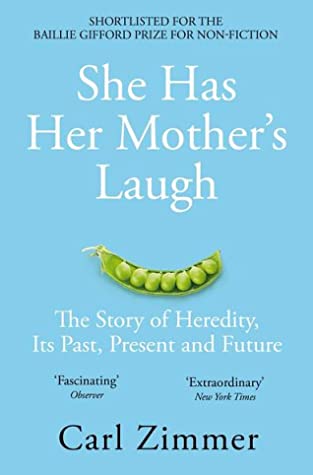 SHORTLISTED FOR THE
BAILLIE GIFFORD PRIZE FOR NON-FICTION
She Has
Her Mother's
Laugh
The Story of Heredity,
Its Past, Present and Future
'Fascinating'
Observer
'Extraordinary'
New York Times
Carl Zimmer